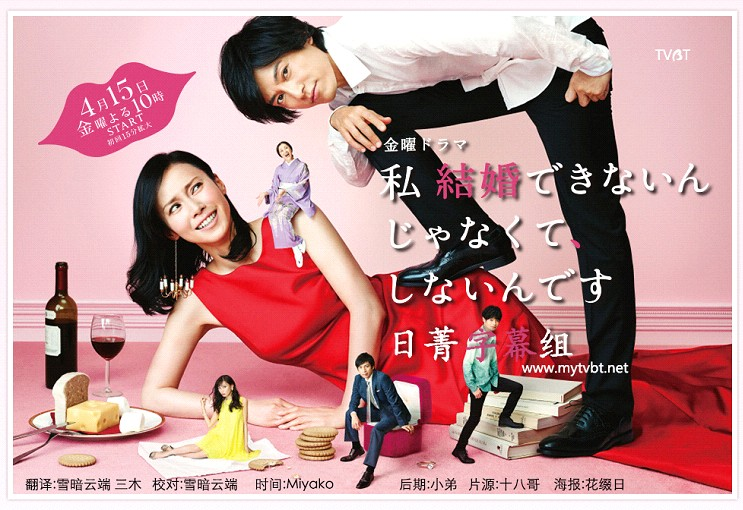 TVBT
4月15日
金曜よる10時
START
初回15分拡大
金曜ドラマ
私 結婚できないん
じゃなくて、
しないんです
日菁字幕组
www.mytvbt.net
翻译:雪暗云端 三木 校对:雪暗云端 时间:Miyako 后期:小弟 片源:十八哥 海报:花缀日